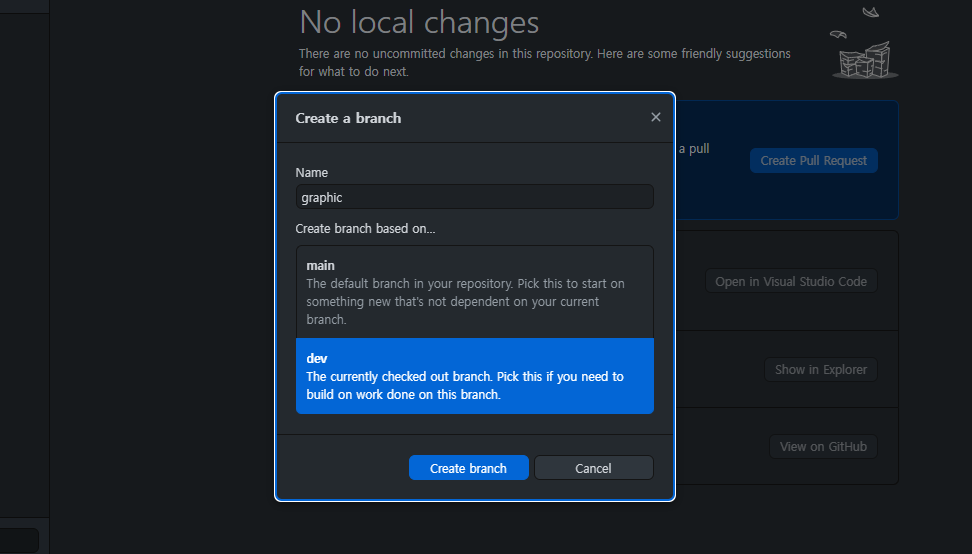 No local changes
There are no uncommitted changes in this repository. Here are some friendly suggestions
for what to do next.
Create a branch
a pull
Create Pull Request
Name
graphic
Create branch based on...
main
The default branch in your repository. Pick this to start on
something new that's not dependent on your current
branch.
Open in Visual Studio Code
dev
The currently checked out branch. Pick this if you need to
build on work done on this branch.
Show in Explorer
View on GitHub
Create branch
Cancel